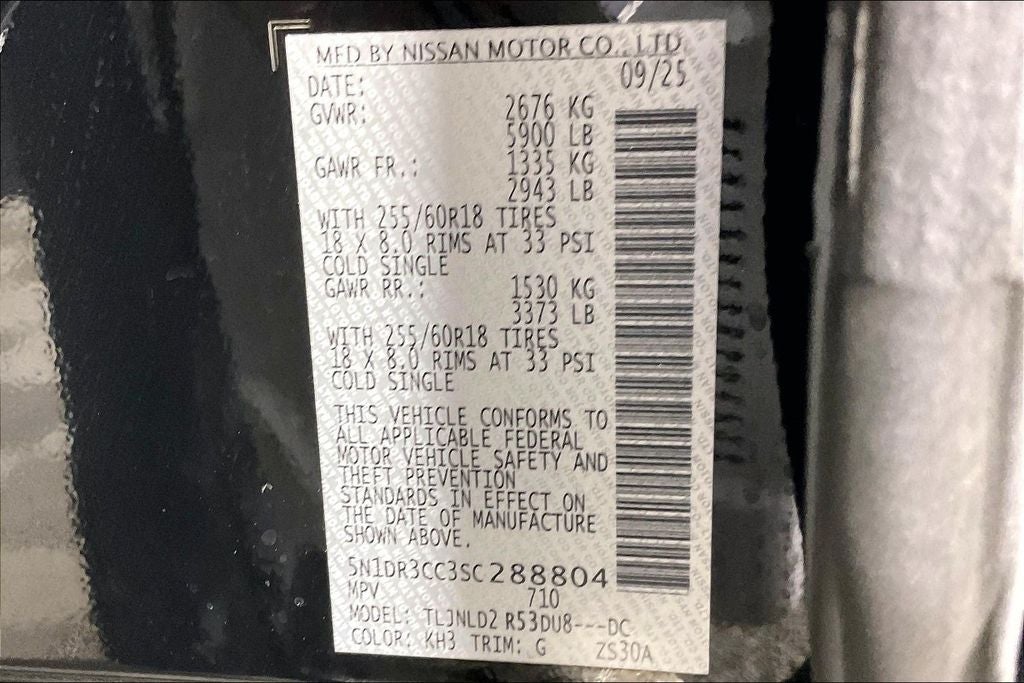 MFD BY NISSAN MOTOR CO., LTD.
DATE: 09/25
GVWR: 2676 KG
5900 LB
GAWR FR.: 1335 KG
2943 LB
WITH 255/60R18 TIRES
18 X 8.0 RIMS AT 33 PSI
COLD SINGLE
GAWR RR.: 1530 KG
3373 LB
WITH 255/60R18 TIRES
18 X 8.0 RIMS AT 33 PSI
COLD SINGLE
THIS VEHICLE CONFORMS TO
ALL APPLICABLE FEDERAL
MOTOR VEHICLE SAFETY AND
THEFT PREVENTION
STANDARDS IN EFFECT ON
THE DATE OF MANUFACTURE
SHOWN ABOVE.
5N1DR3CC3SC288804
MPV 710
MODEL: TLJNLD2 R53DU8---DC
COLOR: KH3 TRIM: G ZS30A